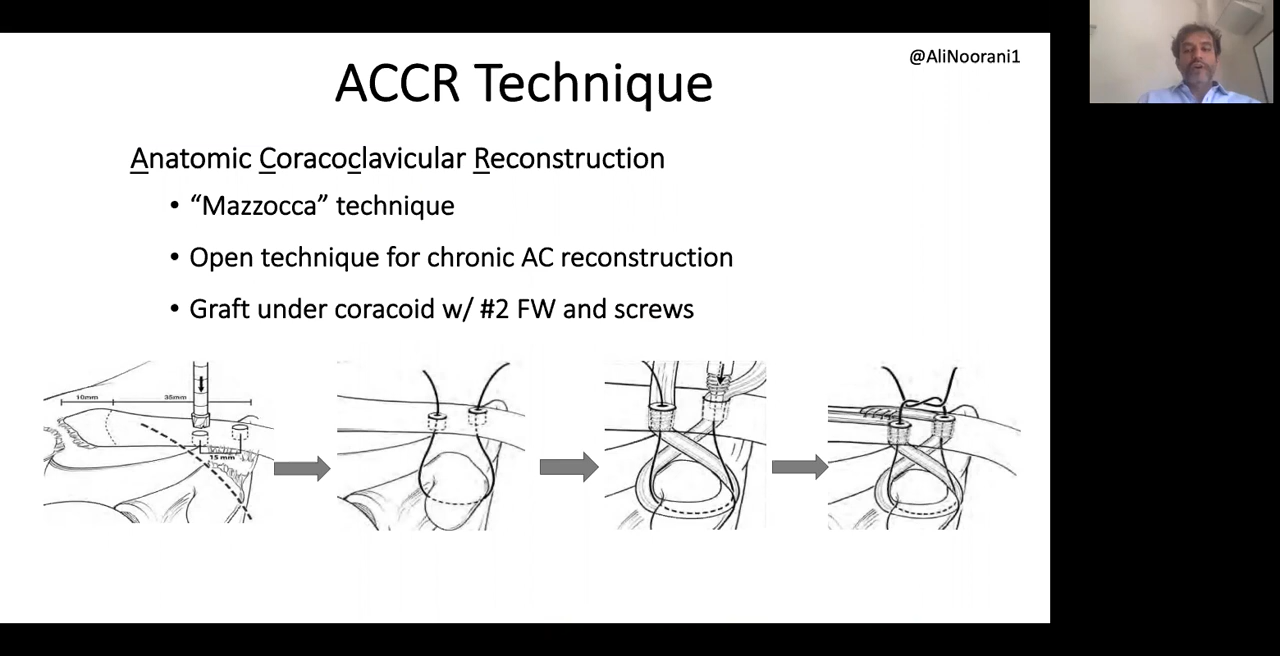 @AliNoorani1
ACCR Technique
Anatomic Coracoclavicular Reconstruction
• “Mazzocca” technique
• Open technique for chronic AC reconstruction
• Graft under coracoid w/ #2 FW and screws
10mm 35mm
15 mm